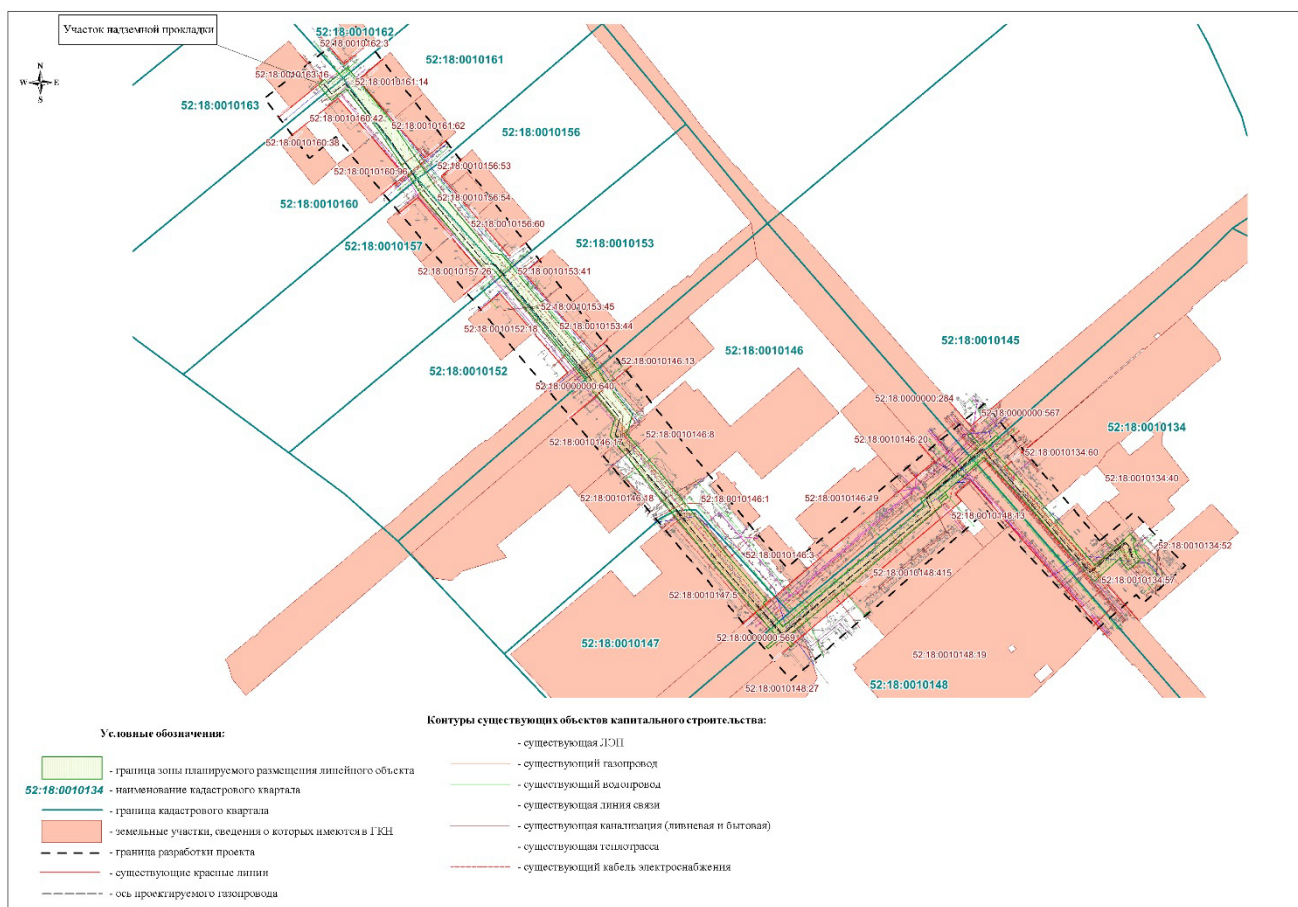 Участок надземной прокладки
N
W E
S
52:18:0010162
52:18:0010162:3
52:18:0010161
52:18:0010163:16
52:18:0010161:14
52:18:0010163
52:18:0010160:42
52:18:0010161:62
52:18:0010156
52:18:0010160:38
52:18:0010156:53
52:18:0010160:96
52:18:0010156:54
52:18:0010160
52:18:0010156:60
52:18:0010157
52:18:0010153
52:18:0010157:26
52:18:0010153:41
52:18:0010153:45
52:18:0010153:44
52:18:0010152:18
52:18:0010145
52:18:0010146
52:18:0010146:13
52:18:0010152
52:18:0000000:640
52:18:0000000:284
52:18:0000000:567
52:18:0010134
52:18:0010146:17
52:18:0010146:8
52:18:0010146:20
52:18:0010134:60
52:18:0010134:40
52:18:0010146:18
52:18:0010146:1
52:18:0010146:19
52:18:0010148:13
52:18:0010134:52
52:18:0010146:3
52:18:0010148:415
52:18:0010134:57
52:18:0010147:5
52:18:0000000:569
52:18:0010147
52:18:0010148:19
52:18:0010148:27
52:18:0010148
Условные обозначения:
- граница зоны планируемого размещения линейного объекта
52:18:0010134 - наименование кадастрового квартала
- граница кадастрового квартала
- земельные участки, сведения о которых имеются в ГКН
- граница разработки проекта
- существующие красные линии
- ось проектируемого газопровода
Контуры существующих объектов капитального строительства:
- существующая ЛЭП
- существующий газопровод
- существующий водопровод
- существующая линия связи
- существующая канализация (ливневая и бытовая)
- существующая теплотрасса
- существующий кабель электроснабжения